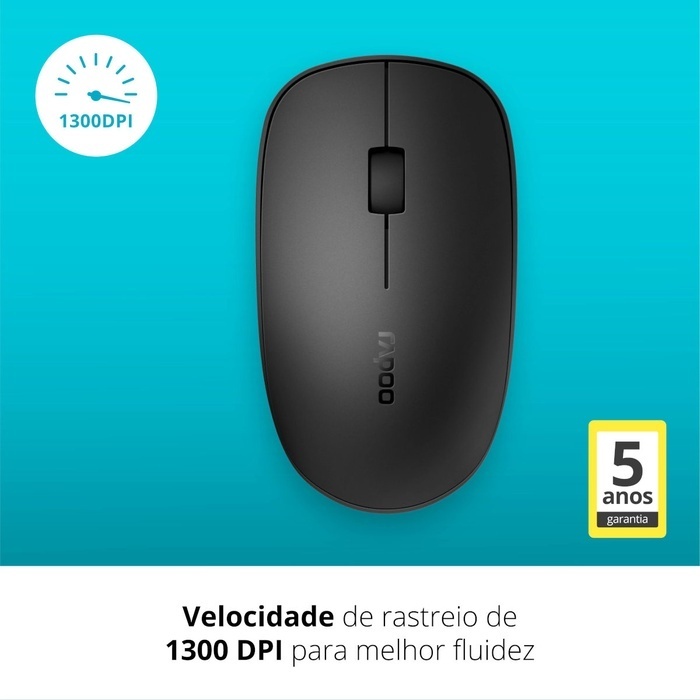 1300DPI
rapoo
5
anos
garantia
Velocidade de rastreio de
1300 DPI para melhor fluidez